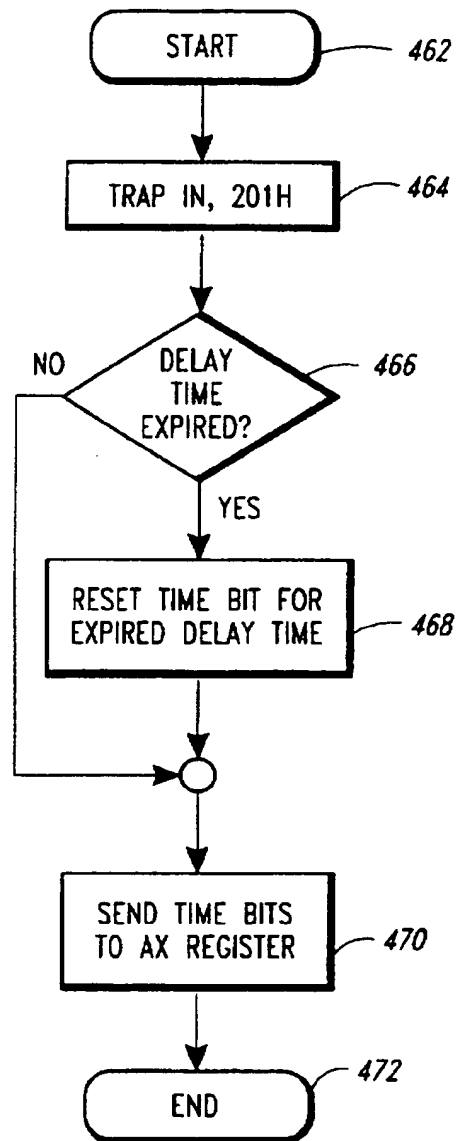 START
462
TRAP IN, 201H
464
DELAY
TIME
EXPIRED?
466
NO
YES
RESET TIME BIT FOR
EXPIRED DELAY TIME
468
SEND TIME BITS
TO AX REGISTER
470
END
472